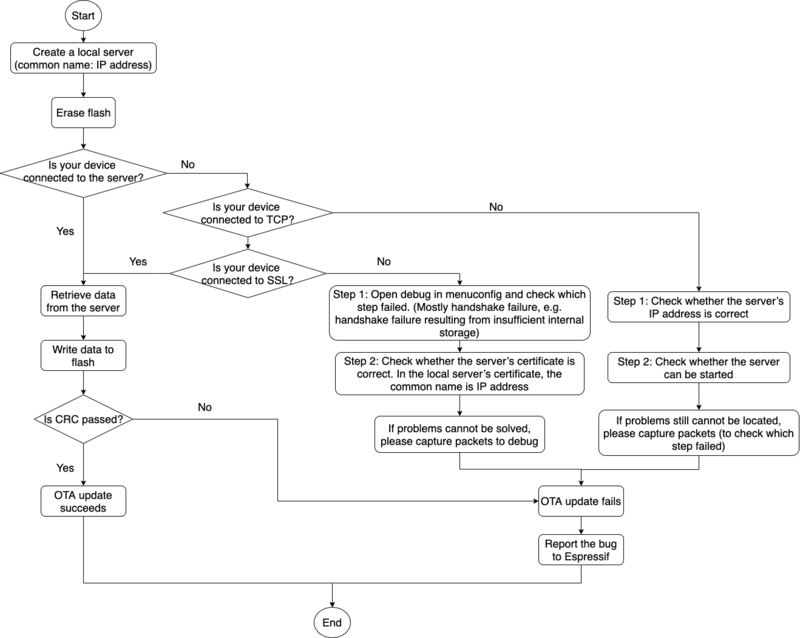 Start
Create a local server
(common name: IP address)
Erase flash
Is your device
connected to the server?
No
Is your device
connected to TCP?
No
Yes
Yes
Is your device
connected to SSL?
No
Retrieve data
from the server
Step 1: Open debug in menuconfig and check which
step failed. (Mostly handshake failure, e.g.
handshake failure resulting from insufficient internal
storage)
Step 1: Check whether the server's
IP address is correct
Write data to
flash
Step 2: Check whether the server's certificate is
correct. In the local server's certificate, the
common name is IP address
Step 2: Check whether the server
can be started
Is CRC passed?
No
If problems cannot be solved,
please capture packets to debug
If problems still cannot be located,
please capture packets (to check which
step failed)
Yes
OTA update
succeeds
OTA update fails
Report the bug
to Espressif
End